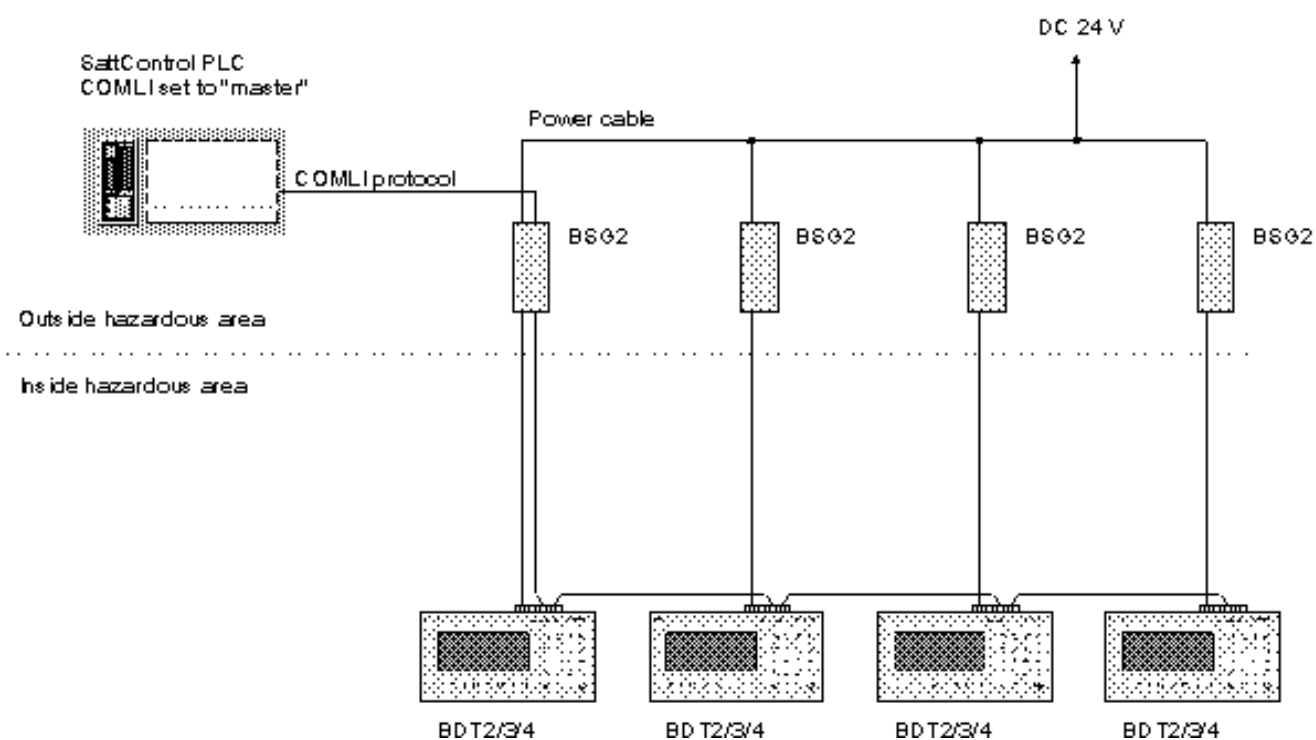 DC 24 V
SattControl PLC
COMLI set to "master"
Power cable
COMLI protocol
BSG2
BSG2
BSG2
BSG2
Outside hazardous area
Inside hazardous area
BDT2/3/4
BDT2/3/4
BDT2/3/4
BDT2/3/4